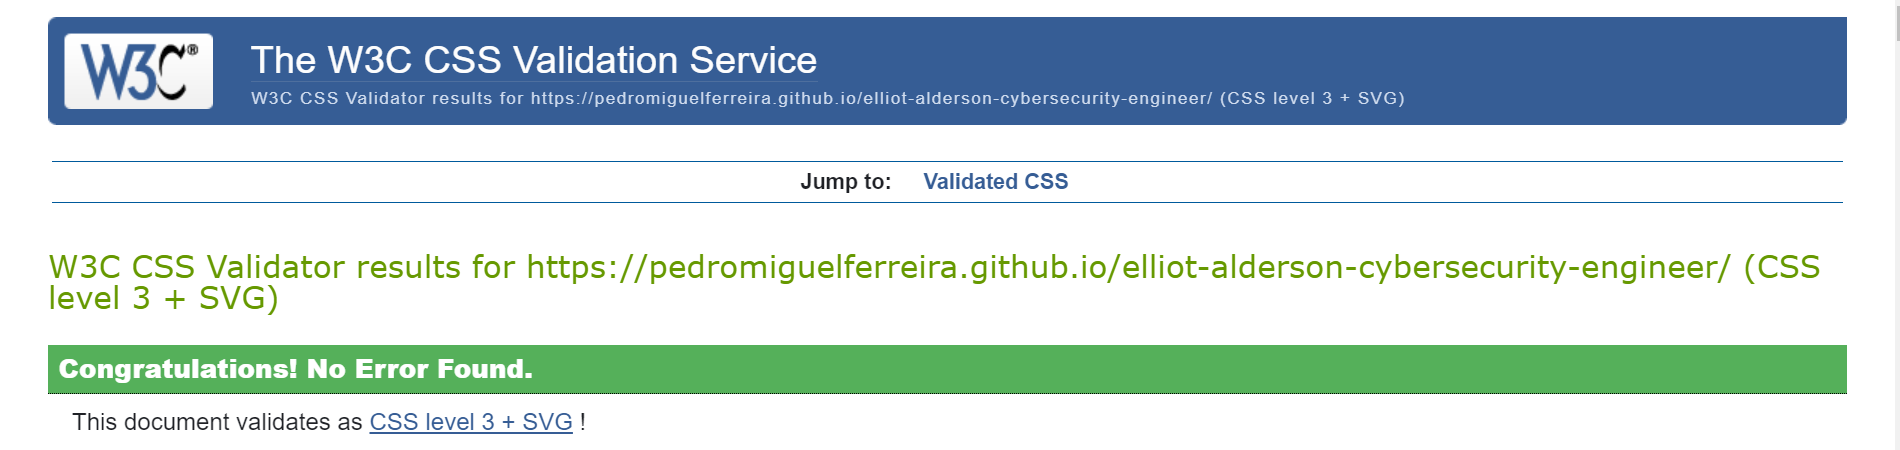 W3C®
The W3C CSS Validation Service
W3C CSS Validator results for https://pedromiguelferreira.github.io/elliot-alderson-cybersecurity-engineer/ (CSS level 3 + SVG)
Jump to: Validated CSS
W3C CSS Validator results for https://pedromiguelferreira.github.io/elliot-alderson-cybersecurity-engineer/ (CSS
level 3 + SVG)
Congratulations! No Error Found.
This document validates as CSS level 3 + SVG !